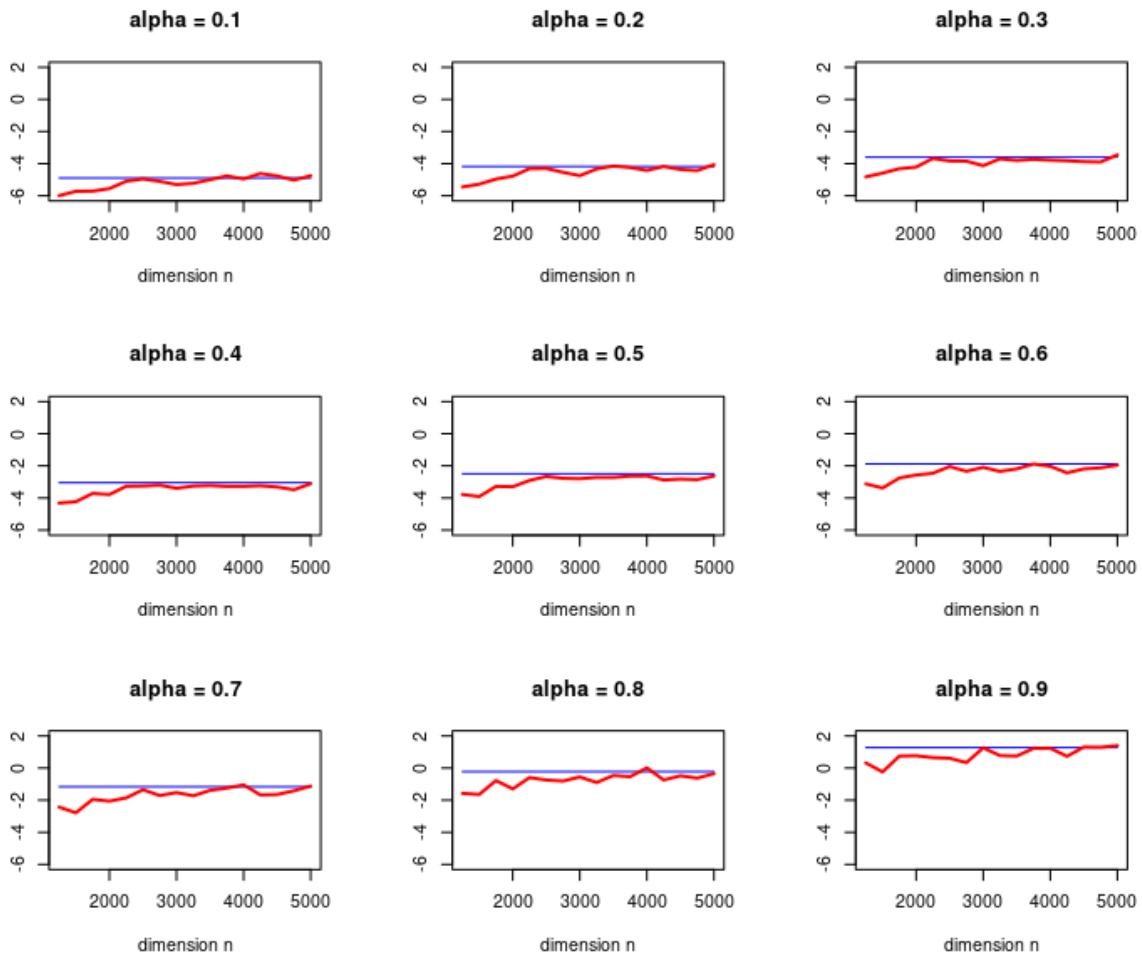 alpha = 0.1 alpha = 0.2 alpha = 0.3
2 2 2
0 0 0
-2 -2 -2
-4 -4 -4
-6 -6 -6
2000 3000 4000 5000 2000 3000 4000 5000 2000 3000 4000 5000
dimension n dimension n dimension n
alpha = 0.4 alpha = 0.5 alpha = 0.6
2 2 2
0 0 0
-2 -2 -2
-4 -4 -4
-6 -6 -6
2000 3000 4000 5000 2000 3000 4000 5000 2000 3000 4000 5000
dimension n dimension n dimension n
alpha = 0.7 alpha = 0.8 alpha = 0.9
2 2 2
0 0 0
-2 -2 -2
-4 -4 -4
-6 -6 -6
2000 3000 4000 5000 2000 3000 4000 5000 2000 3000 4000 5000
dimension n dimension n dimension n